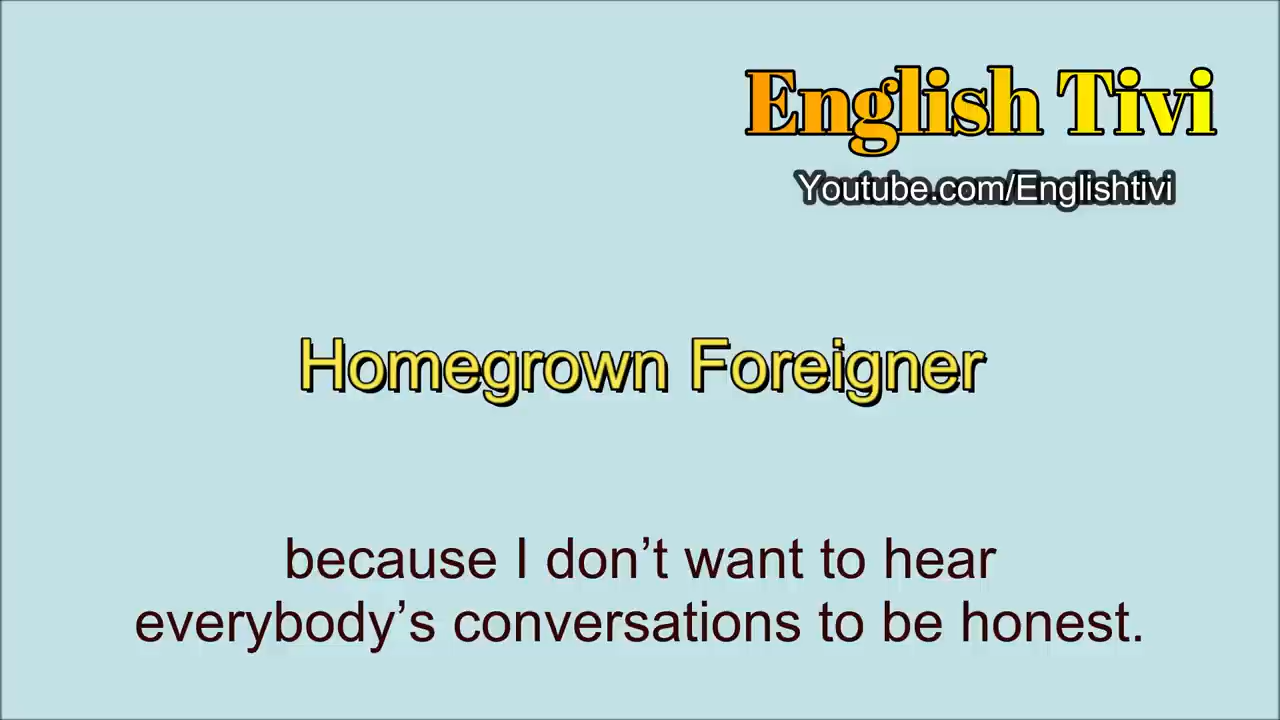 English Tivi
Youtube.com/Englishtivi
Homegrown Foreigner
because I don’t want to hear
everybody’s conversations to be honest.